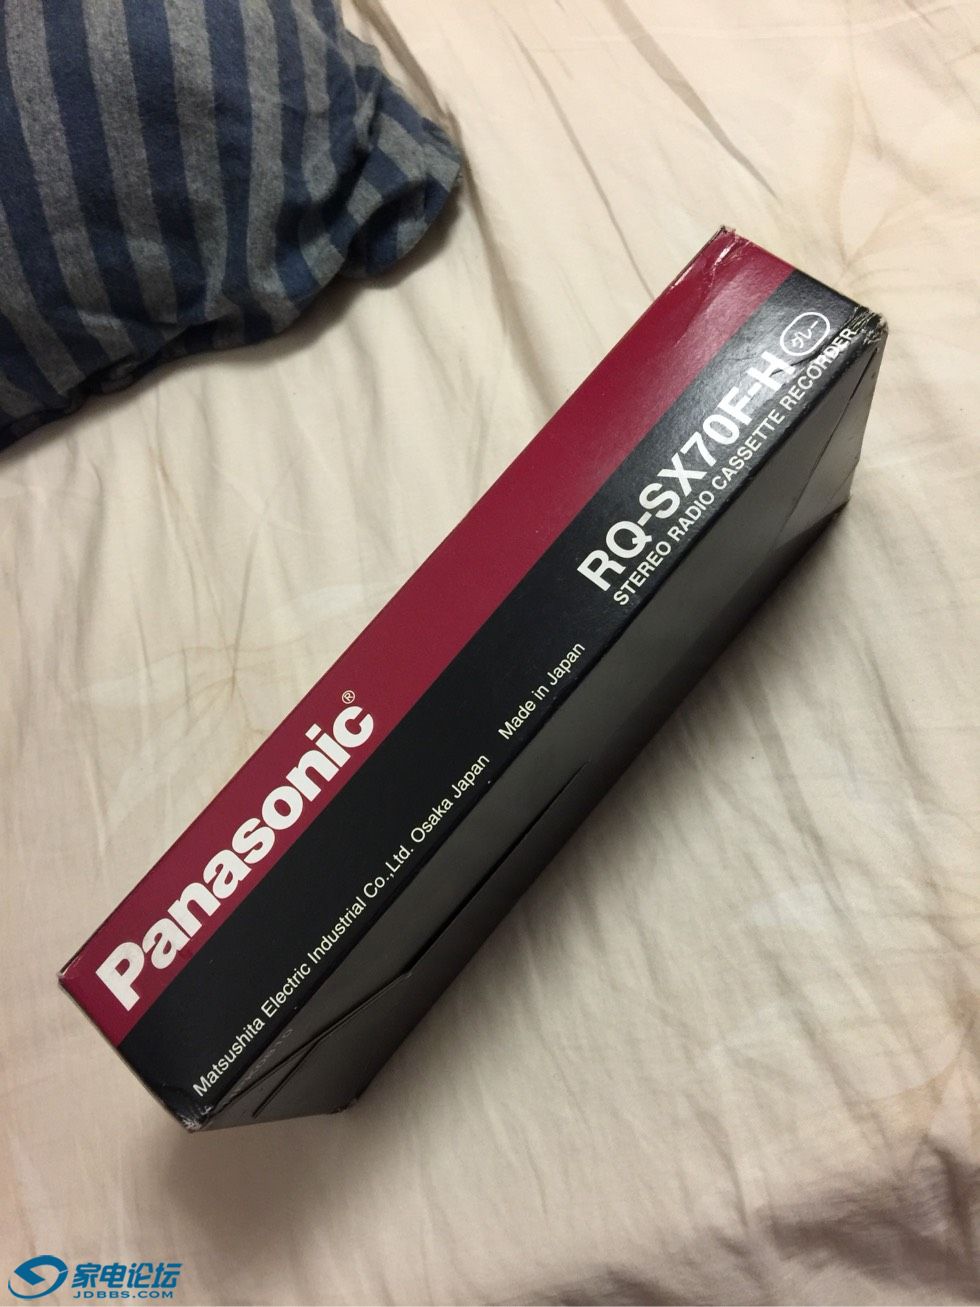 Panasonic®
RQ-SX70F-H グレー
STEREO RADIO CASSETTE RECORDER
Matsushita Electric Industrial Co.,Ltd. Osaka Japan Made in Japan
家电论坛
JDBBS.COM